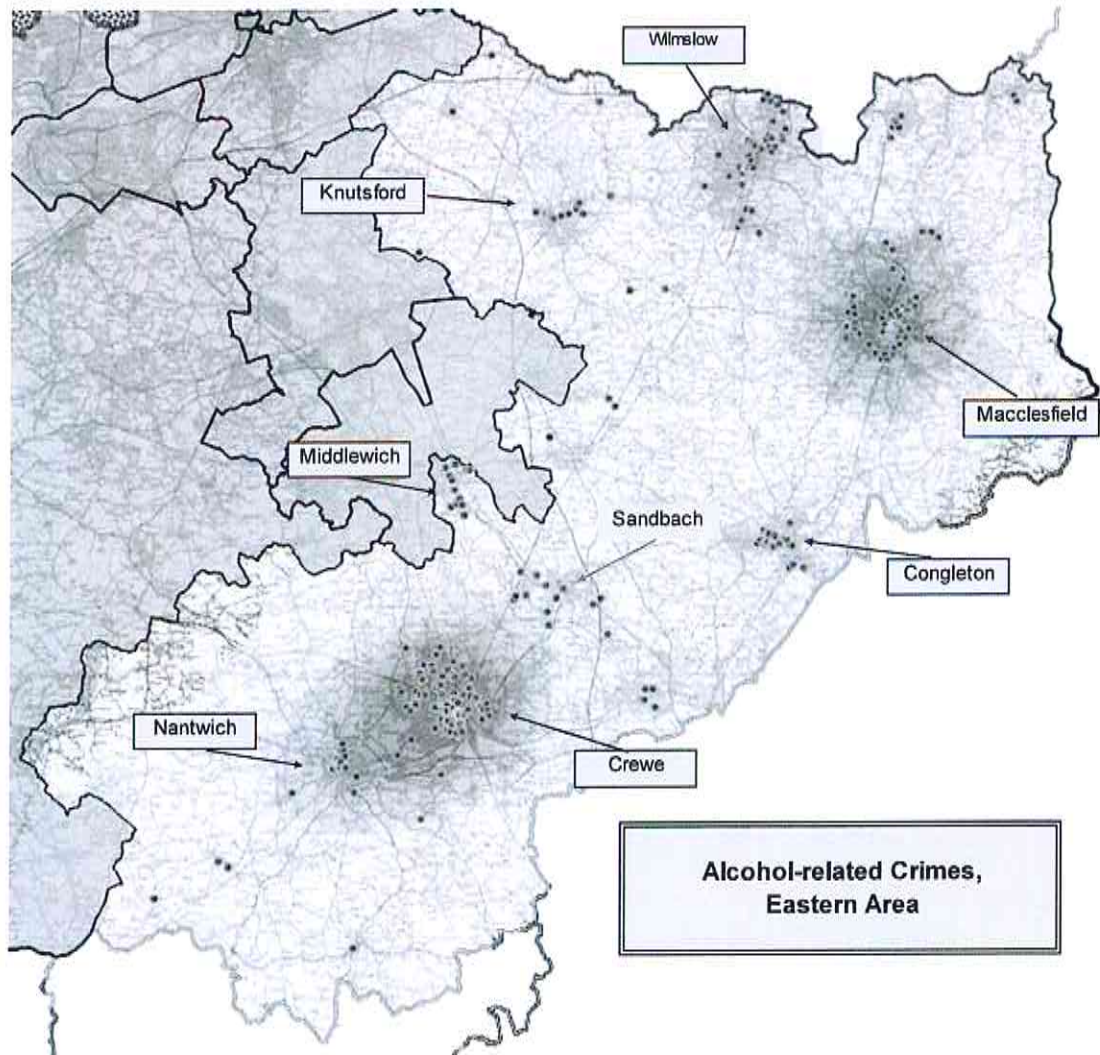 Wilmslow
Knutsford
Macclesfield
Middlewich
Sandbach
Congleton
Nantwich
Crewe
Alcohol-related Crimes,
Eastern Area